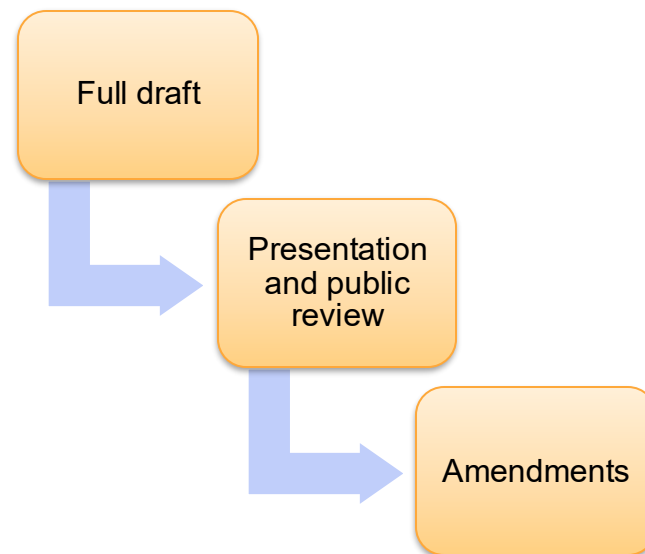 Full draft
Presentation
and public
review
Amendments